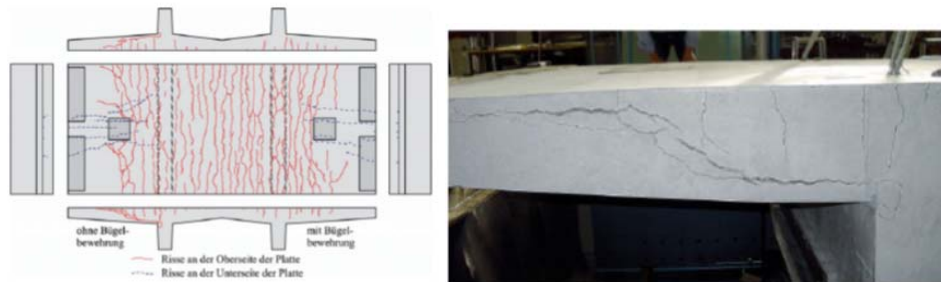 ohne Bügel-
bewehrung
mit Bügel-
bewehrung
Risse an der Oberseite der Platte
Risse an der Unterseite der Platte